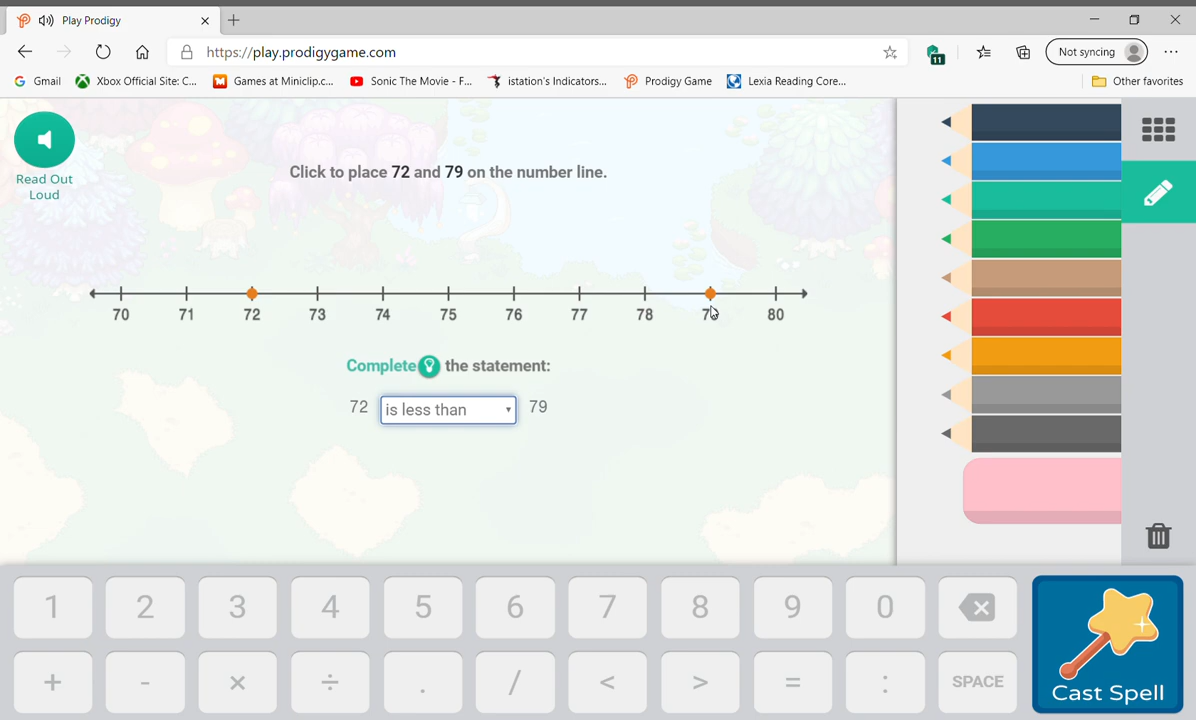 Play Prodigy
https://play.prodigygame.com
11
Not syncing
Gmail
Xbox Official Site: C...
Games at Miniclip.c...
Sonic The Movie - F...
istation's Indicators...
Prodigy Game
Lexia Reading Core...
Other favorites
Read Out
Loud
Click to place 72 and 79 on the number line.
70 71 72 73 74 75 76 77 78 79 80
Complete the statement:
72 is less than 79
1 2 3 4 5 6 7 8 9 0
+ - × ÷ . / < > = : SPACE
Cast Spell